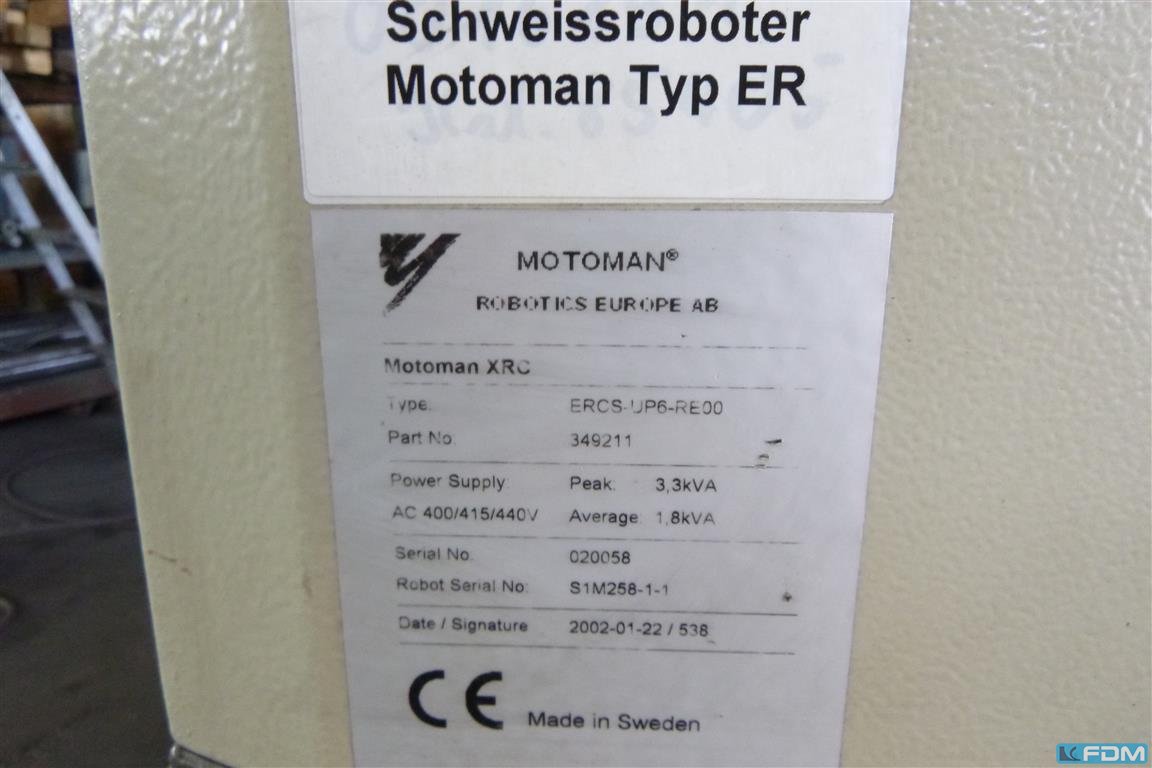 Schweissroboter
Motoman Typ ER
MOTOMAN®
ROBOTICS EUROPE AB
Motoman XRC
Type: ERCS-UP6-RE00
Part No: 349211
Power Supply: Peak: 3,3kVA
AC 400/415/440V Average: 1,8kVA
Serial No: 020058
Robot Serial No: S1M258-1-1
Date / Signature 2002-01-22 / 538
CE Made in Sweden
FDM